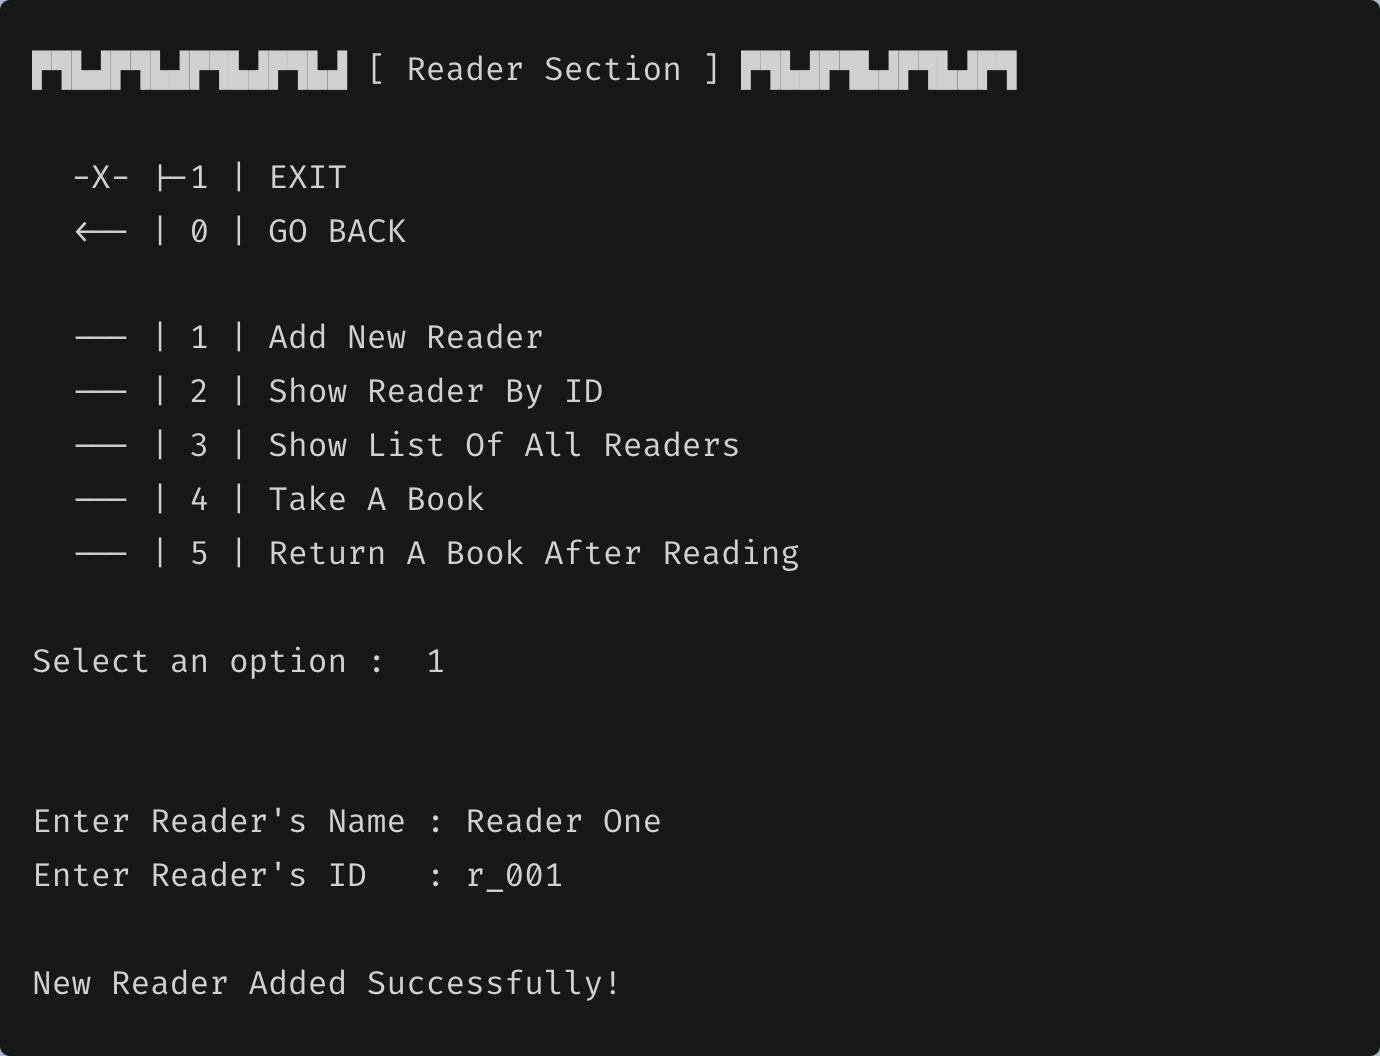 [ Reader Section ]
-X- |-1 | EXIT
<-- | 0 | GO BACK
--- | 1 | Add New Reader
--- | 2 | Show Reader By ID
--- | 3 | Show List Of All Readers
--- | 4 | Take A Book
--- | 5 | Return A Book After Reading
Select an option :  1
Enter Reader's Name : Reader One
Enter Reader's ID   : r_001
New Reader Added Successfully!